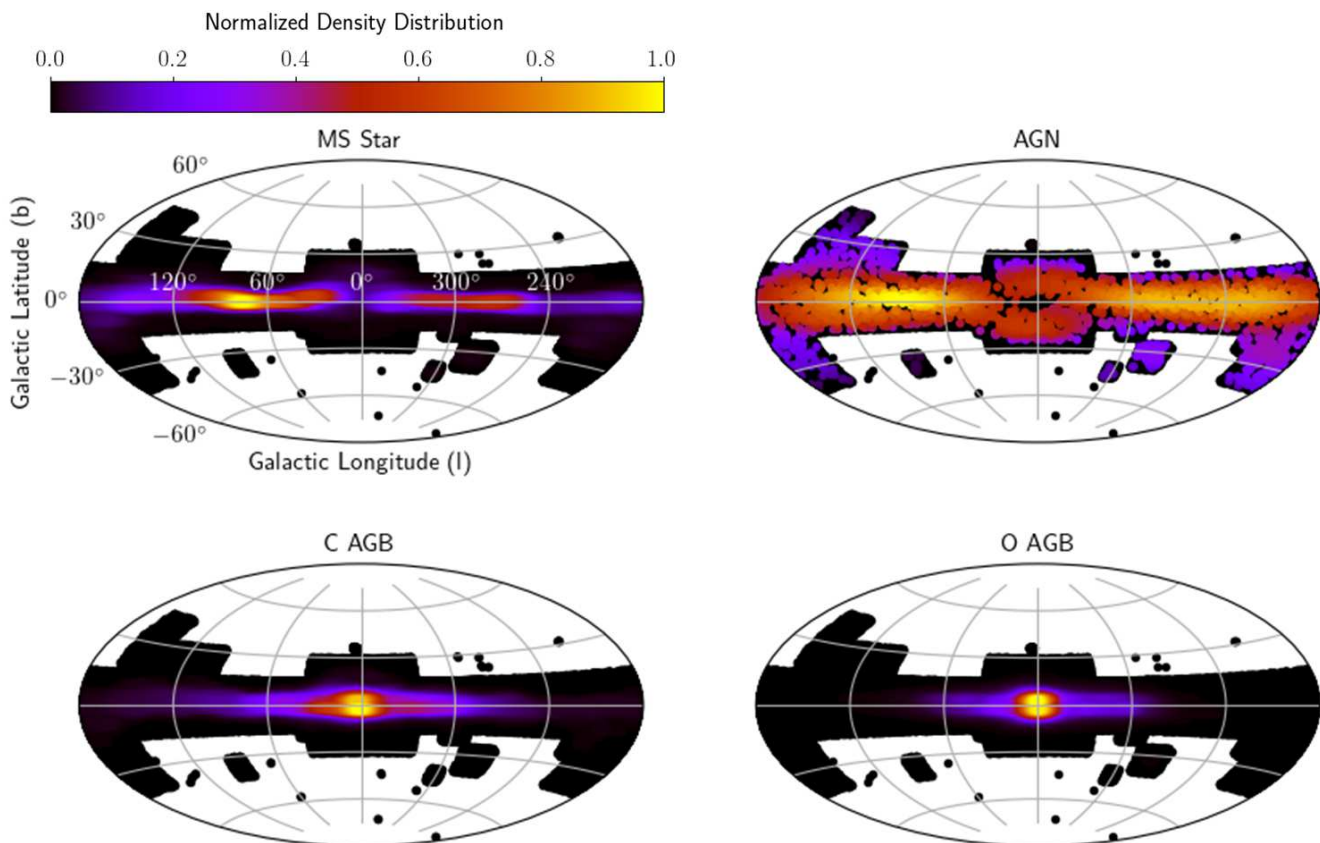 Normalized Density Distribution
0.0 0.2 0.4 0.6 0.8 1.0
MS Star
AGN
60°
30°
0°
−30°
−60°
120° 60° 0° 300° 240°
Galactic Latitude (b)
Galactic Longitude (l)
C AGB
O AGB